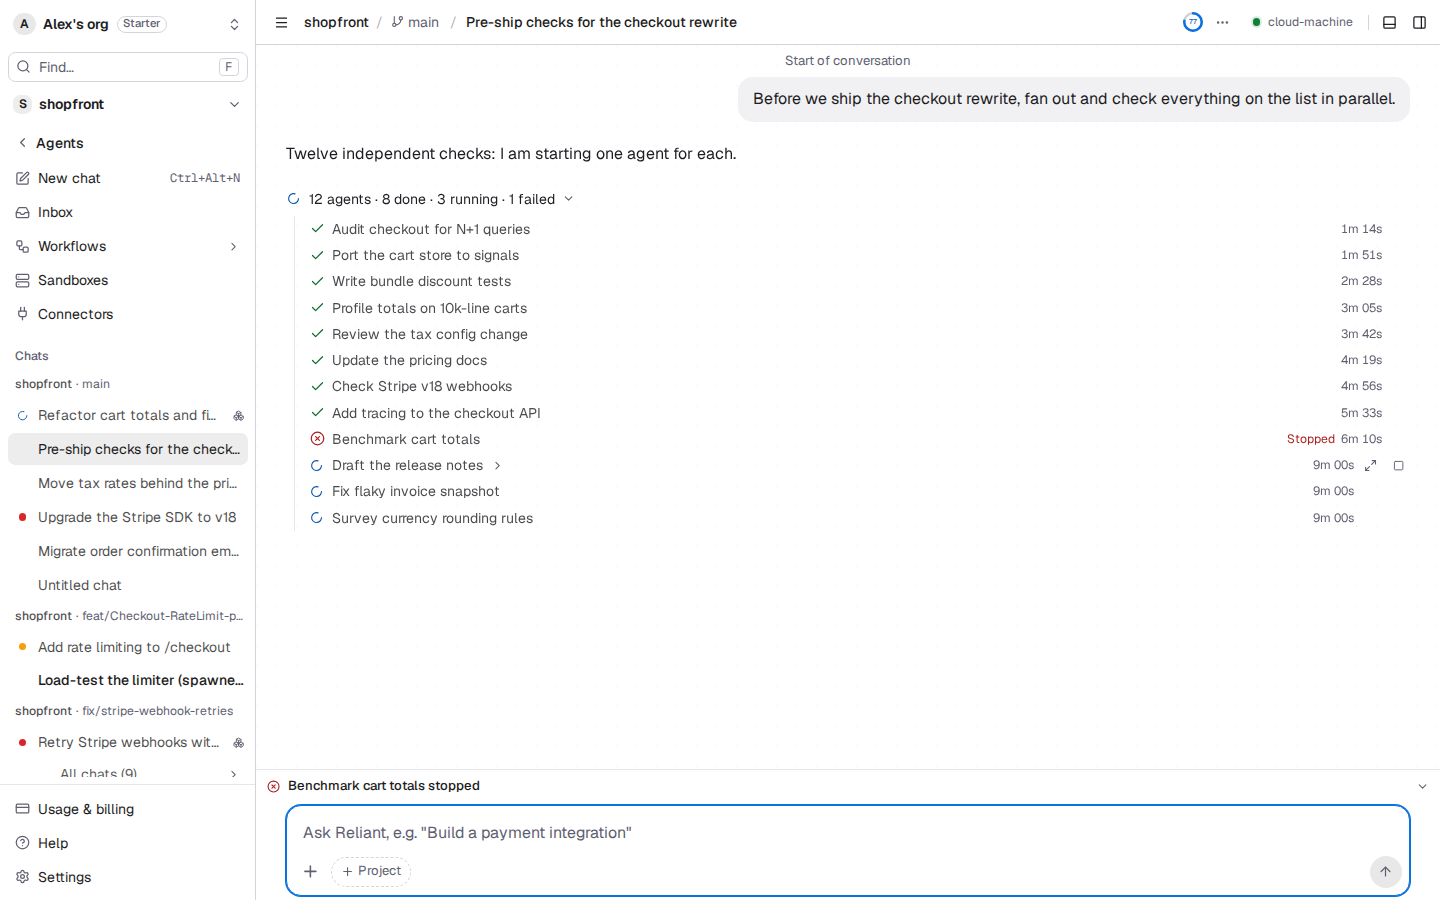 A Alex's org Starter
Find... F
S shopfront
Agents
New chat Ctrl+Alt+N
Inbox
Workflows
Sandboxes
Connectors
Chats
shopfront · main
Refactor cart totals and fi...
Pre-ship checks for the check...
Move tax rates behind the pri...
Upgrade the Stripe SDK to v18
Migrate order confirmation em...
Untitled chat
shopfront · feat/Checkout-RateLimit-p...
Add rate limiting to /checkout
Load-test the limiter (spawne...
shopfront · fix/stripe-webhook-retries
Retry Stripe webhooks wit...
All chats (9)
Usage & billing
Help
Settings
shopfront / main / Pre-ship checks for the checkout rewrite
77 cloud-machine
Start of conversation
Before we ship the checkout rewrite, fan out and check everything on the list in parallel.
Twelve independent checks: I am starting one agent for each.
12 agents · 8 done · 3 running · 1 failed
Audit checkout for N+1 queries 1m 14s
Port the cart store to signals 1m 51s
Write bundle discount tests 2m 28s
Profile totals on 10k-line carts 3m 05s
Review the tax config change 3m 42s
Update the pricing docs 4m 19s
Check Stripe v18 webhooks 4m 56s
Add tracing to the checkout API 5m 33s
Benchmark cart totals Stopped 6m 10s
Draft the release notes 9m 00s
Fix flaky invoice snapshot 9m 00s
Survey currency rounding rules 9m 00s
Benchmark cart totals stopped
Ask Reliant, e.g. "Build a payment integration"
+ Project